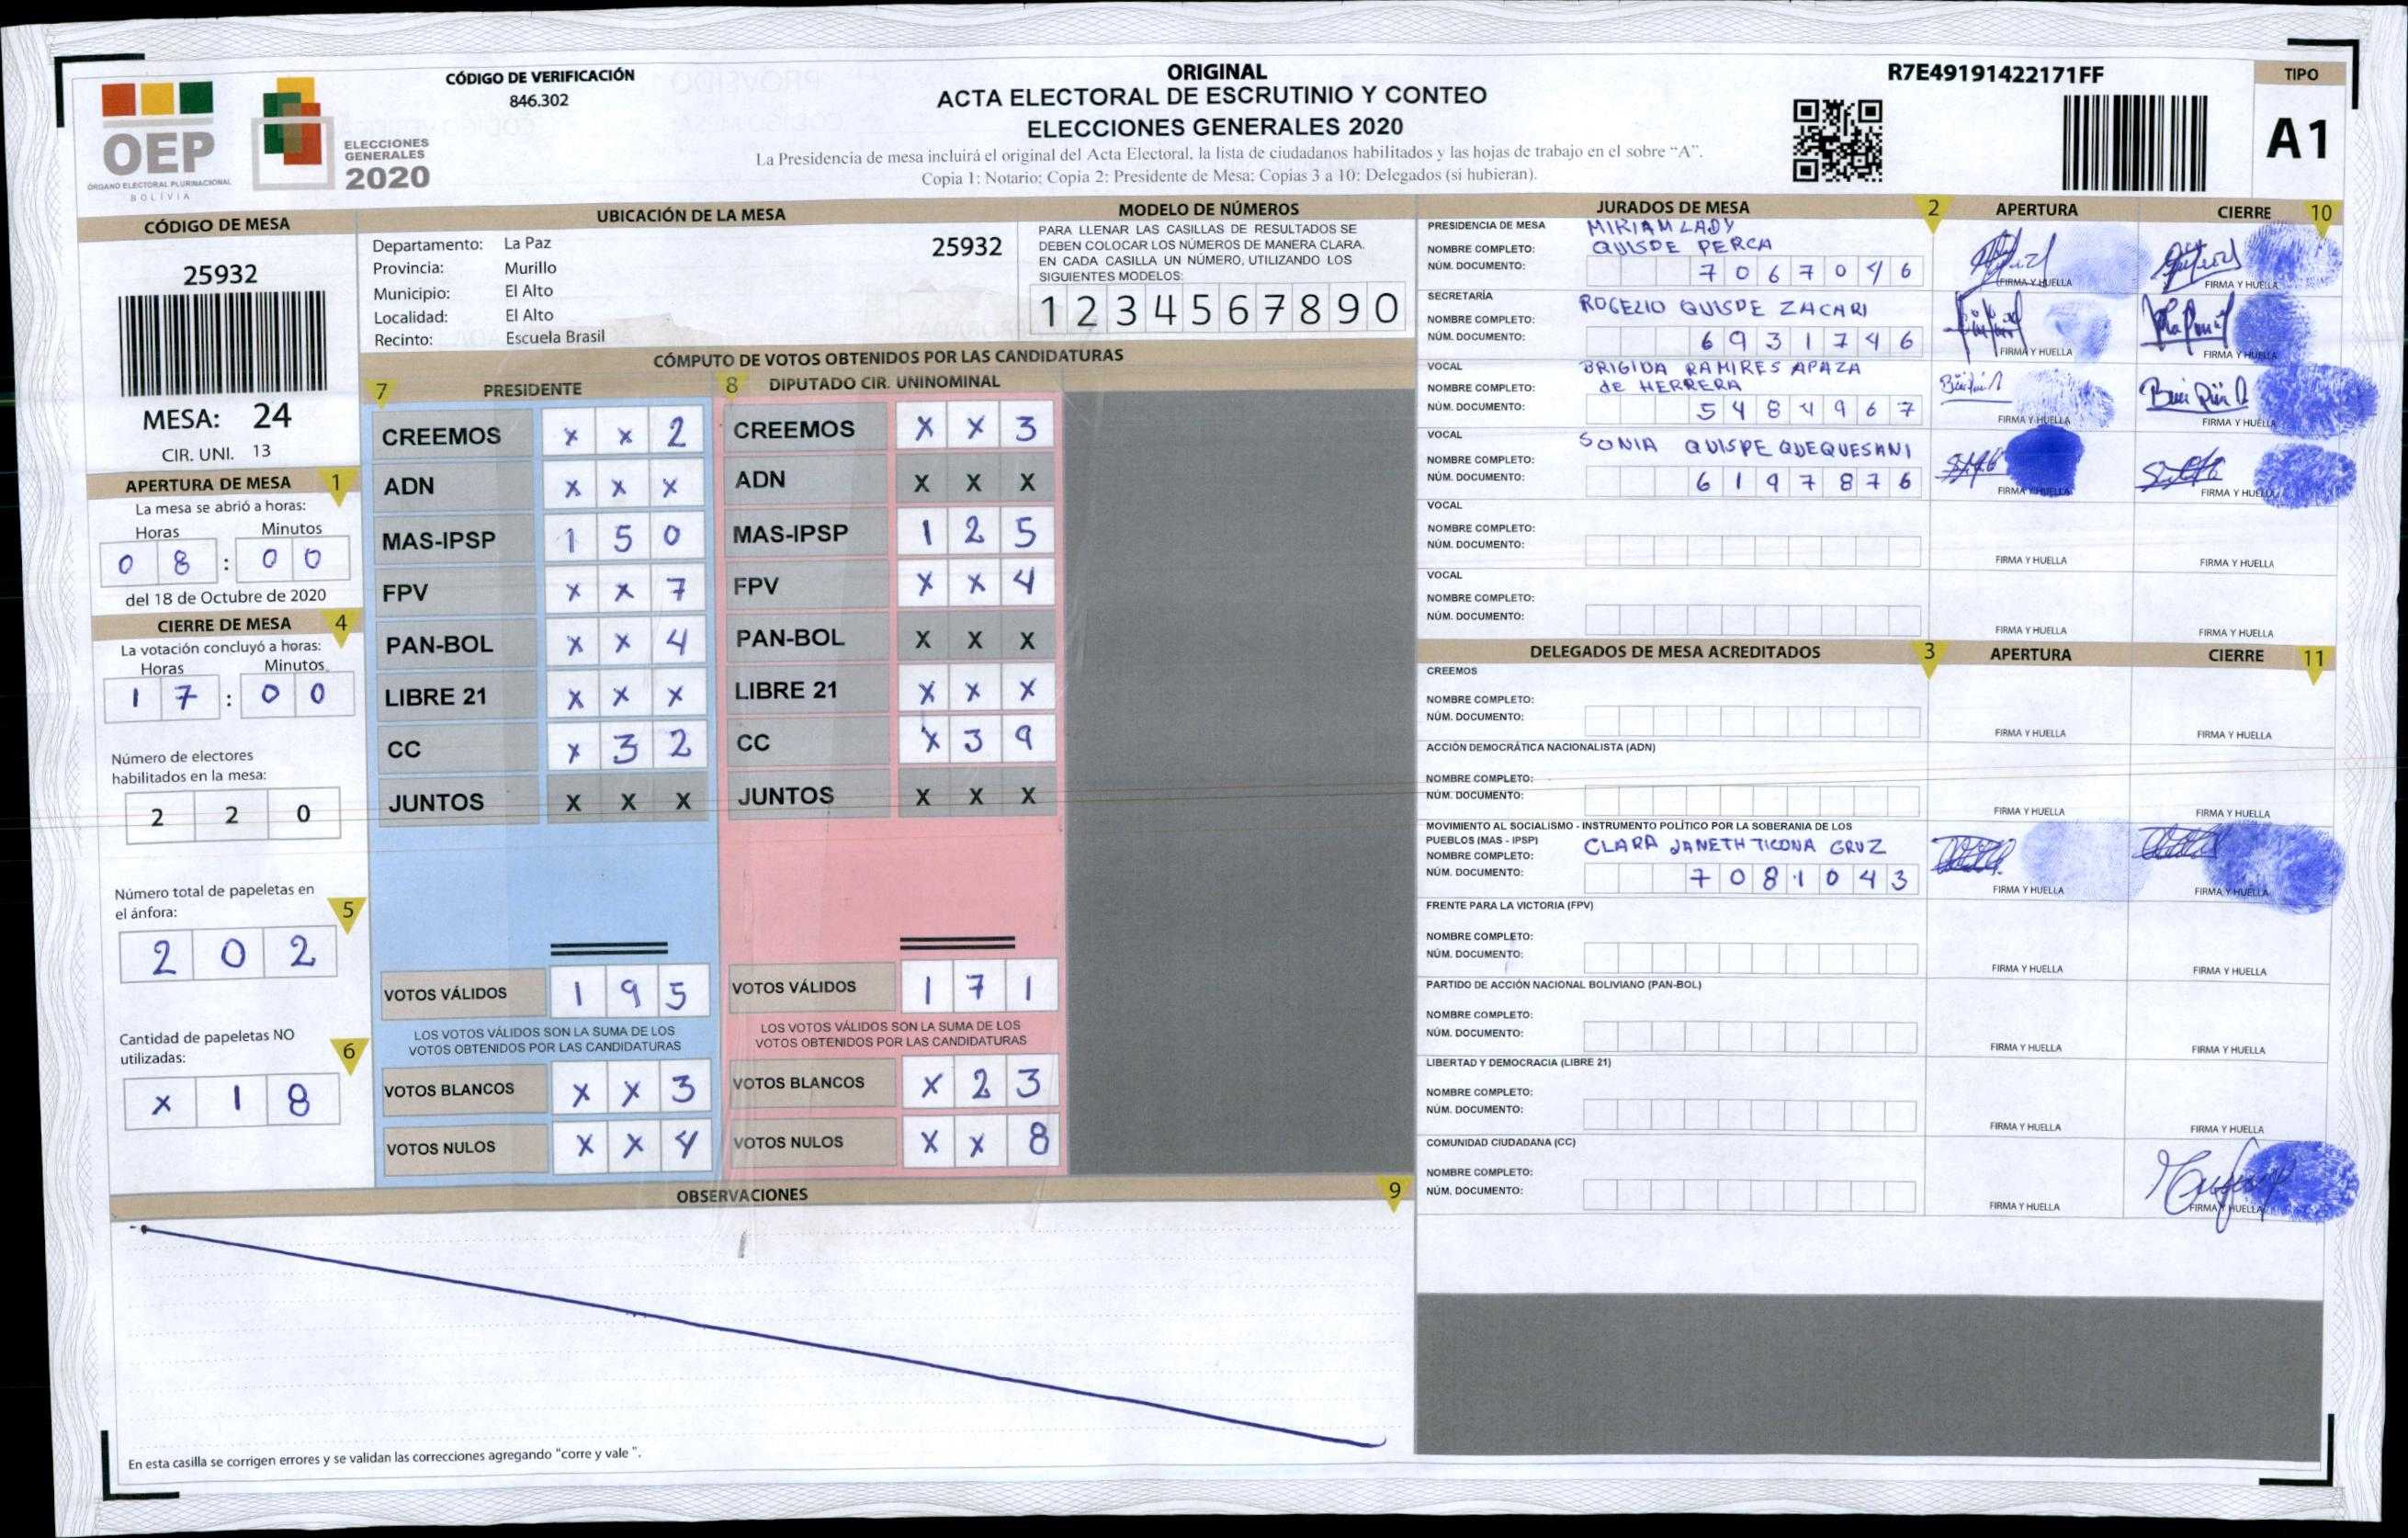 CÓDIGO DE VERIFICACIÓN
846.302
OEP
ÓRGANO ELECTORAL PLURINACIONAL
BOLIVIA
ELECCIONES
GENERALES
2020
ORIGINAL
ACTA ELECTORAL DE ESCRUTINIO Y CONTEO
ELECCIONES GENERALES 2020
La Presidencia de mesa incluirá el original del Acta Electoral, la lista de ciudadanos habilitados y las hojas de trabajo en el sobre “A”.
Copia 1: Notario; Copia 2: Presidente de Mesa; Copias 3 a 10: Delegados (si hubieran).
R7E49191422171FF
TIPO
A1
CÓDIGO DE MESA
25932
MESA: 24
CIR. UNI. 13
APERTURA DE MESA 1
La mesa se abrió a horas:
Horas Minutos
0 8 : 0 0
del 18 de Octubre de 2020
CIERRE DE MESA 4
La votación concluyó a horas:
Horas Minutos
1 7 : 0 0
Número de electores
habilitados en la mesa:
2 2 0
Número total de papeletas en
el ánfora: 5
2 0 2
Cantidad de papeletas NO
utilizadas: 6
x 1 8
UBICACIÓN DE LA MESA
Departamento: La Paz 25932
Provincia: Murillo
Municipio: El Alto
Localidad: El Alto
Recinto: Escuela Brasil
MODELO DE NÚMEROS
PARA LLENAR LAS CASILLAS DE RESULTADOS SE
DEBEN COLOCAR LOS NÚMEROS DE MANERA CLARA.
EN CADA CASILLA UN NÚMERO, UTILIZANDO LOS
SIGUIENTES MODELOS:
1 2 3 4 5 6 7 8 9 0
CÓMPUTO DE VOTOS OBTENIDOS POR LAS CANDIDATURAS
7 PRESIDENTE
CREEMOS x x 2
ADN x x x
MAS-IPSP 1 5 0
FPV x x 7
PAN-BOL x x 4
LIBRE 21 x x x
CC x 3 2
JUNTOS X X X
VOTOS VÁLIDOS 1 9 5
LOS VOTOS VÁLIDOS SON LA SUMA DE LOS
VOTOS OBTENIDOS POR LAS CANDIDATURAS
VOTOS BLANCOS x x 3
VOTOS NULOS x x 4
8 DIPUTADO CIR. UNINOMINAL
CREEMOS x x 3
ADN X X X
MAS-IPSP 1 2 5
FPV x x 4
PAN-BOL X X X
LIBRE 21 x x x
CC x 3 9
JUNTOS X X X
VOTOS VÁLIDOS 1 7 1
LOS VOTOS VÁLIDOS SON LA SUMA DE LOS
VOTOS OBTENIDOS POR LAS CANDIDATURAS
VOTOS BLANCOS x 2 3
VOTOS NULOS x x 8
OBSERVACIONES 9
En esta casilla se corrigen errores y se validan las correcciones agregando "corre y vale ".
JURADOS DE MESA 2 APERTURA CIERRE 10
PRESIDENCIA DE MESA MIRIAM LADY
NOMBRE COMPLETO: QUISPE PERCA
NÚM. DOCUMENTO: 7 0 6 7 0 4 6 FIRMA Y HUELLA FIRMA Y HUELLA
SECRETARÍA
NOMBRE COMPLETO: ROGELIO QUISPE ZACARI
NÚM. DOCUMENTO: 6 9 3 1 7 4 6 FIRMA Y HUELLA FIRMA Y HUELLA
VOCAL BRIGIDA RAMIRES APAZA
NOMBRE COMPLETO: de HERRERA
NÚM. DOCUMENTO: 5 4 8 4 9 6 7 FIRMA Y HUELLA FIRMA Y HUELLA
VOCAL
NOMBRE COMPLETO: SONIA QUISPE QUEQUESANI
NÚM. DOCUMENTO: 6 1 9 7 8 7 6 FIRMA Y HUELLA FIRMA Y HUELLA
VOCAL
NOMBRE COMPLETO:
NÚM. DOCUMENTO: FIRMA Y HUELLA FIRMA Y HUELLA
VOCAL
NOMBRE COMPLETO:
NÚM. DOCUMENTO: FIRMA Y HUELLA FIRMA Y HUELLA
DELEGADOS DE MESA ACREDITADOS 3 APERTURA CIERRE 11
CREEMOS
NOMBRE COMPLETO:
NÚM. DOCUMENTO: FIRMA Y HUELLA FIRMA Y HUELLA
ACCIÓN DEMOCRÁTICA NACIONALISTA (ADN)
NOMBRE COMPLETO:
NÚM. DOCUMENTO: FIRMA Y HUELLA FIRMA Y HUELLA
MOVIMIENTO AL SOCIALISMO - INSTRUMENTO POLÍTICO POR LA SOBERANIA DE LOS
PUEBLOS (MAS - IPSP)
NOMBRE COMPLETO: CLARA JANETH TICONA CRUZ
NÚM. DOCUMENTO: 7 0 8 1 0 4 3 FIRMA Y HUELLA FIRMA Y HUELLA
FRENTE PARA LA VICTORIA (FPV)
NOMBRE COMPLETO:
NÚM. DOCUMENTO: FIRMA Y HUELLA FIRMA Y HUELLA
PARTIDO DE ACCIÓN NACIONAL BOLIVIANO (PAN-BOL)
NOMBRE COMPLETO:
NÚM. DOCUMENTO: FIRMA Y HUELLA FIRMA Y HUELLA
LIBERTAD Y DEMOCRACIA (LIBRE 21)
NOMBRE COMPLETO:
NÚM. DOCUMENTO: FIRMA Y HUELLA FIRMA Y HUELLA
COMUNIDAD CIUDADANA (CC)
NOMBRE COMPLETO:
NÚM. DOCUMENTO: FIRMA Y HUELLA FIRMA Y HUELLA